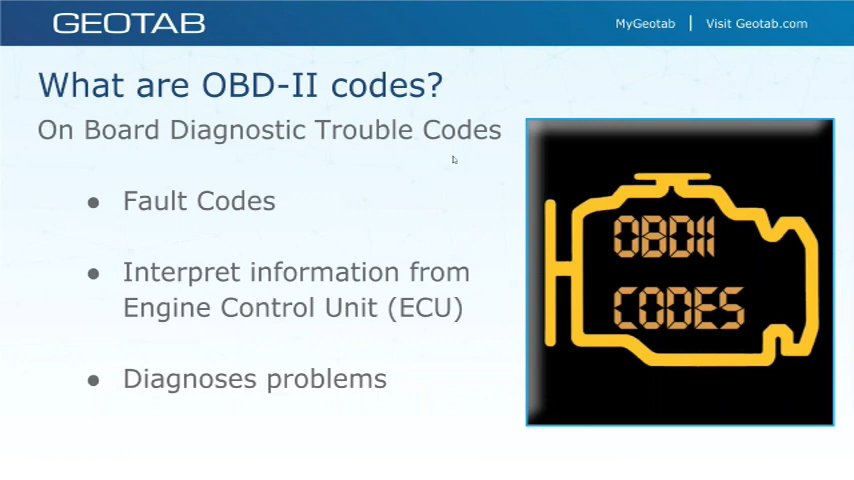 GEOTAB
MyGeotab | Visit Geotab.com
What are OBD-II codes?
On Board Diagnostic Trouble Codes
● Fault Codes
● Interpret information from
Engine Control Unit (ECU)
● Diagnoses problems
OBDII
CODES